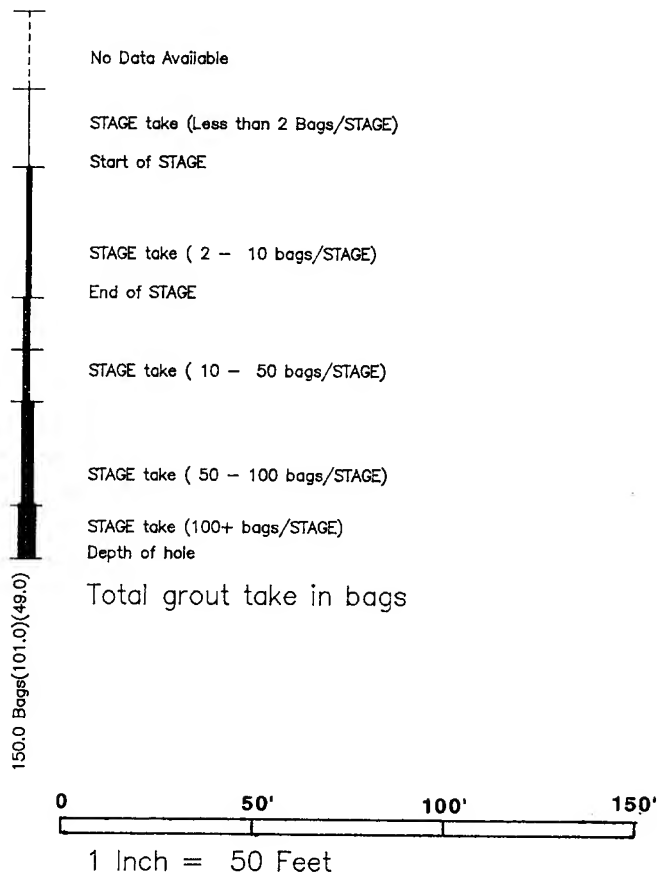 No Data Available
STAGE take (Less than 2 Bags/STAGE)
Start of STAGE
STAGE take ( 2 - 10 bags/STAGE)
End of STAGE
STAGE take ( 10 - 50 bags/STAGE)
STAGE take ( 50 - 100 bags/STAGE)
STAGE take (100+ bags/STAGE)
Depth of hole
Total grout take in bags
150.0 Bags(101.0)(49.0)
0 50' 100' 150'
1 Inch = 50 Feet